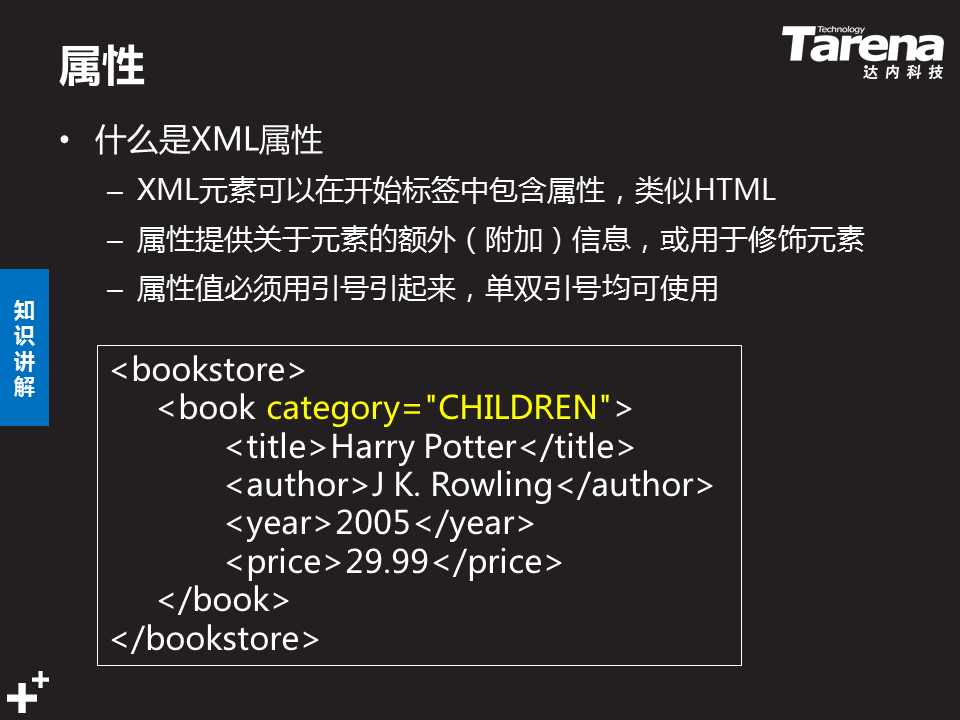 属性
Technology
Tarena
达内科技
• 什么是XML属性
– XML元素可以在开始标签中包含属性，类似HTML
– 属性提供关于元素的额外（附加）信息，或用于修饰元素
– 属性值必须用引号引起来，单双引号均可使用
知识讲解
<bookstore>
<book category="CHILDREN">
<title>Harry Potter</title>
<author>J K. Rowling</author>
<year>2005</year>
<price>29.99</price>
</book>
</bookstore>